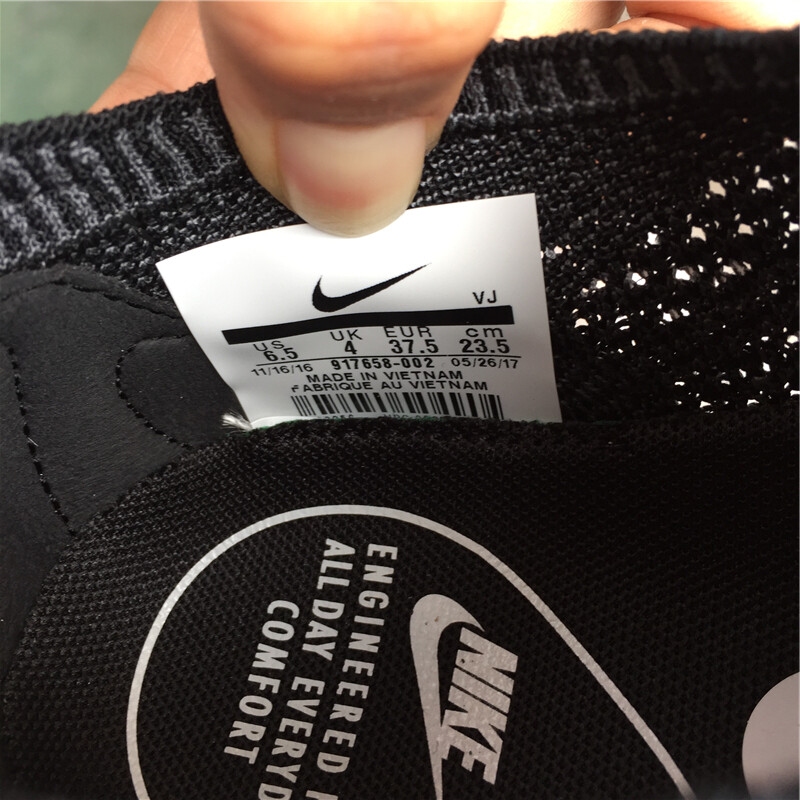 VJ
US UK EUR cm
6.5 4 37.5 23.5
11/16/16 917658-002 05/26/17
MADE IN VIETNAM
FABRIQUE AU VIETNAM
ENGINEERED
ALL DAY
COMFORT
NIKE